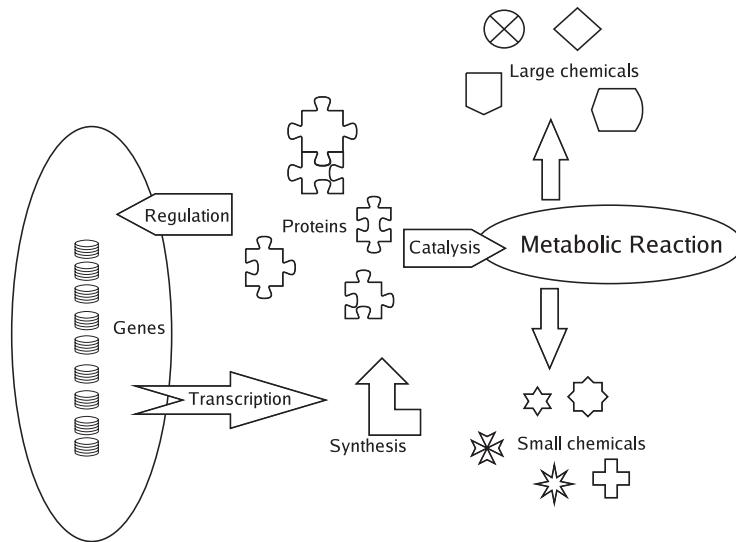 Large chemicals
Regulation
Proteins
Catalysis
Metabolic Reaction
Genes
Transcription
Synthesis
Small chemicals